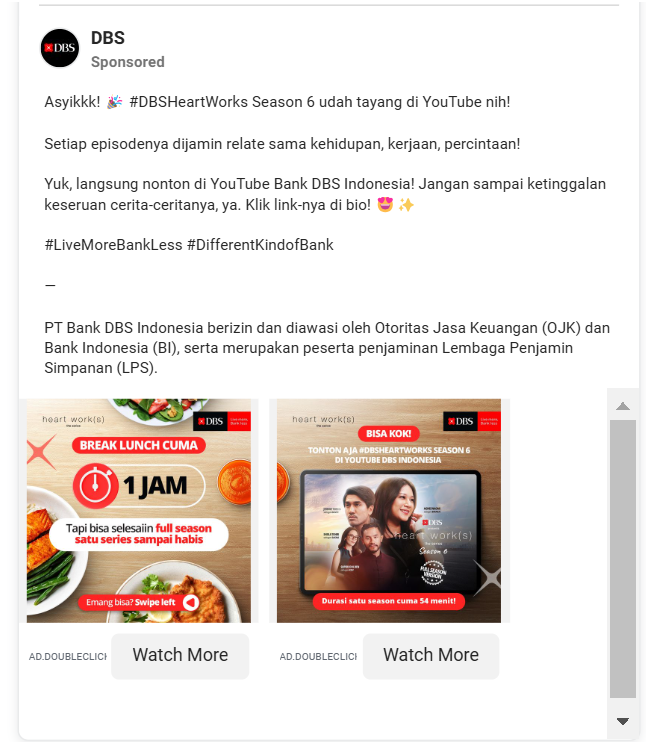 DBS
DBS
Sponsored
Asyikkk! 🎉 #DBSHeartWorks Season 6 udah tayang di YouTube nih!
Setiap episodenya dijamin relate sama kehidupan, kerjaan, percintaan!
Yuk, langsung nonton di YouTube Bank DBS Indonesia! Jangan sampai ketinggalan
keseruan cerita-ceritanya, ya. Klik link-nya di bio! 😍 ✨
#LiveMoreBankLess #DifferentKindofBank
—
PT Bank DBS Indonesia berizin dan diawasi oleh Otoritas Jasa Keuangan (OJK) dan
Bank Indonesia (BI), serta merupakan peserta penjaminan Lembaga Penjamin
Simpanan (LPS).
heart work(s)
DBS
BREAK LUNCH CUMA
1 JAM
Tapi bisa selesaiin full season
satu series sampai habis
Emang bisa? Swipe left
AD.DOUBLECLICK
Watch More
heart work(s)
DBS
BISA KOK!
TONTON AJA #DBSHEARTWORKS SEASON 6
DI YOUTUBE DBS INDONESIA
DBS
heart work(s)
Season 6
FULL SEASON
VERSION
Durasi satu season cuma 54 menit!
AD.DOUBLECLICK
Watch More